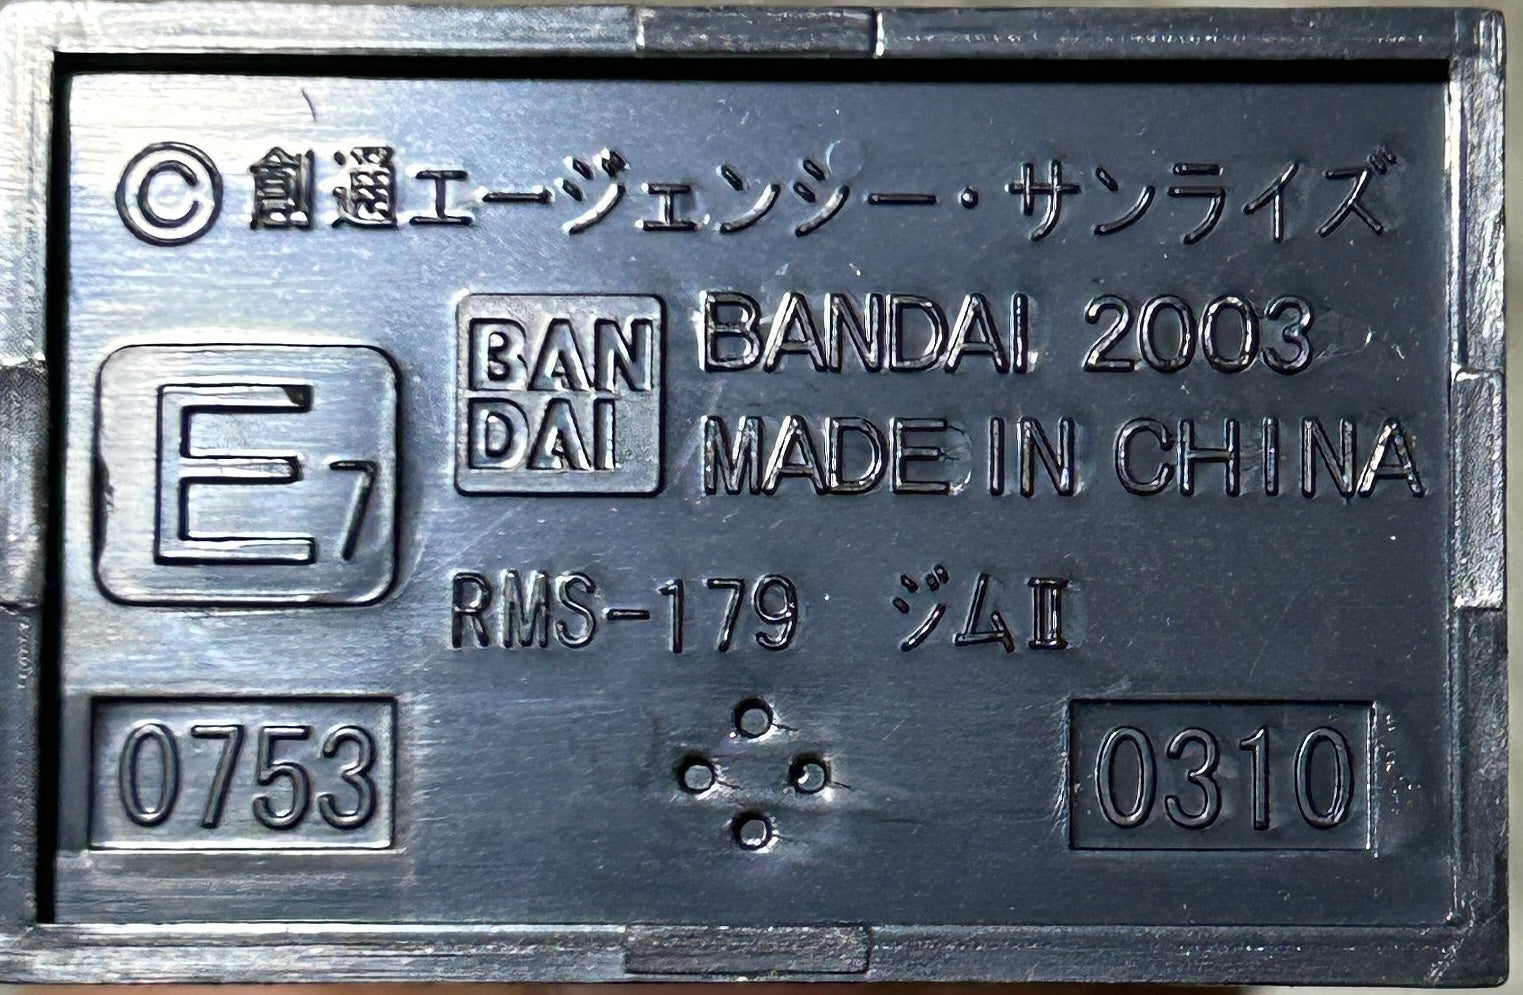 ©創通エージェンシー・サンライズ
BAN
DAI
BANDAI 2003
MADE IN CHINA
E7
RMS-179 ジムⅡ
0753
0310